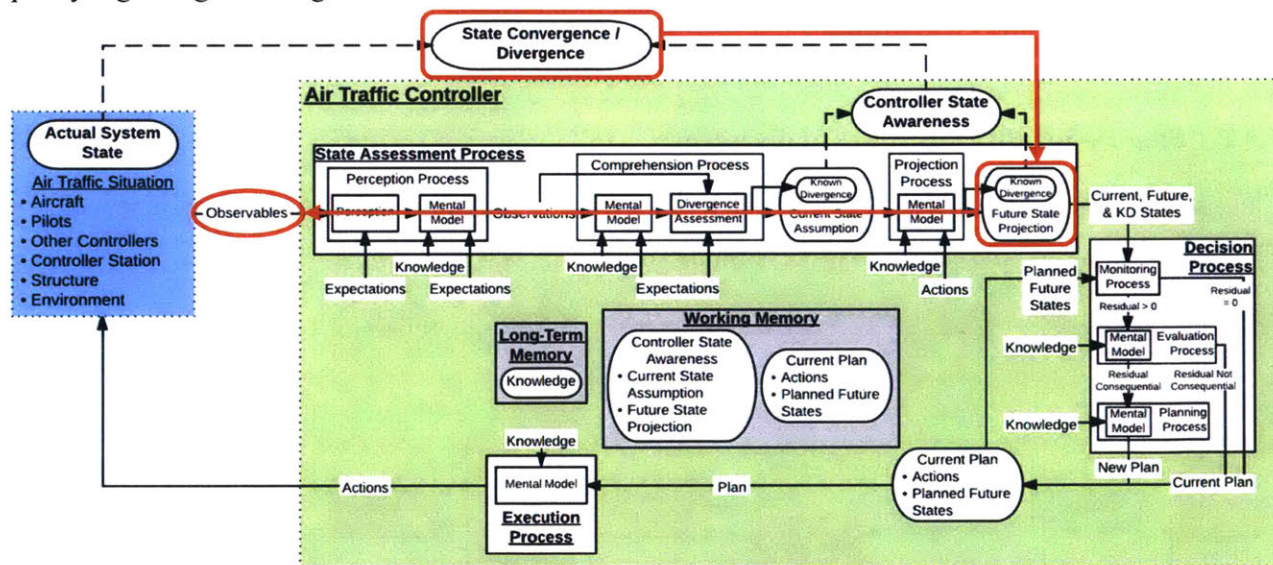 State Convergence /
Divergence
Air Traffic Controller
Controller State
Awareness
Actual System
State
Air Traffic Situation
• Aircraft
• Pilots
• Other Controllers
• Controller Station
• Structure
• Environment
Observables
State Assessment Process
Perception Process
Perception
Mental
Model
Observations
Comprehension Process
Mental
Model
Divergence
Assessment
Known
Divergence
Current State
Assumption
Projection
Process
Mental
Model
Known
Divergence
Future State
Projection
Current, Future,
& KD States
Expectations
Knowledge
Expectations
Knowledge
Expectations
Knowledge
Actions
Planned
Future
States
Decision
Process
Monitoring
Process
Residual
= 0
Residual > 0
Knowledge
Mental
Model
Evaluation
Process
Residual
Consequential
Residual Not
Consequential
Knowledge
Mental
Model
Planning
Process
New Plan
Current Plan
Long-Term
Memory
Knowledge
Working Memory
Controller State
Awareness
• Current State
Assumption
• Future State
Projection
Current Plan
• Actions
• Planned Future
States
Current Plan
• Actions
• Planned Future
States
Plan
Knowledge
Mental Model
Execution
Process
Actions